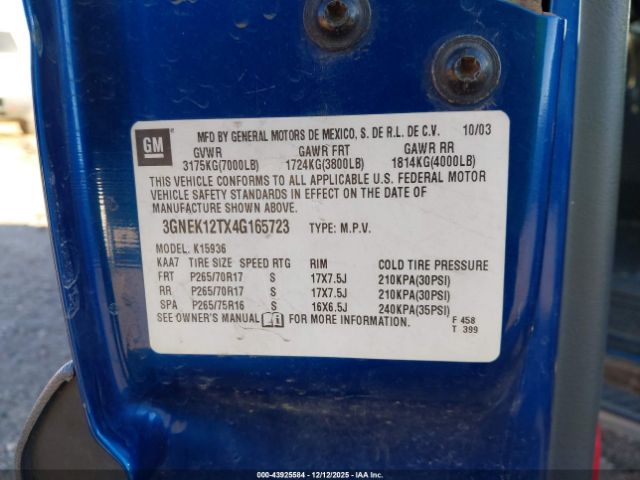 GM
MFD BY GENERAL MOTORS DE MEXICO, S. DE R.L. DE C.V. 10/03
GVWR GAWR FRT GAWR RR
3175KG(7000LB) 1724KG(3800LB) 1814KG(4000LB)
THIS VEHICLE CONFORMS TO ALL APPLICABLE U.S. FEDERAL MOTOR
VEHICLE SAFETY STANDARDS IN EFFECT ON THE DATE OF
MANUFACTURE SHOWN ABOVE.
3GNEK12TX4G165723 TYPE: M.P.V.
MODEL: K15936
KAA7 TIRE SIZE SPEED RTG RIM COLD TIRE PRESSURE
FRT P265/70R17 S 17X7.5J 210KPA(30PSI)
RR P265/70R17 S 17X7.5J 210KPA(30PSI)
SPA P265/75R16 S 16X6.5J 240KPA(35PSI)
SEE OWNER'S MANUAL FOR MORE INFORMATION. F 458
T 399
000-43925584 - 12/12/2025 - IAAI.com